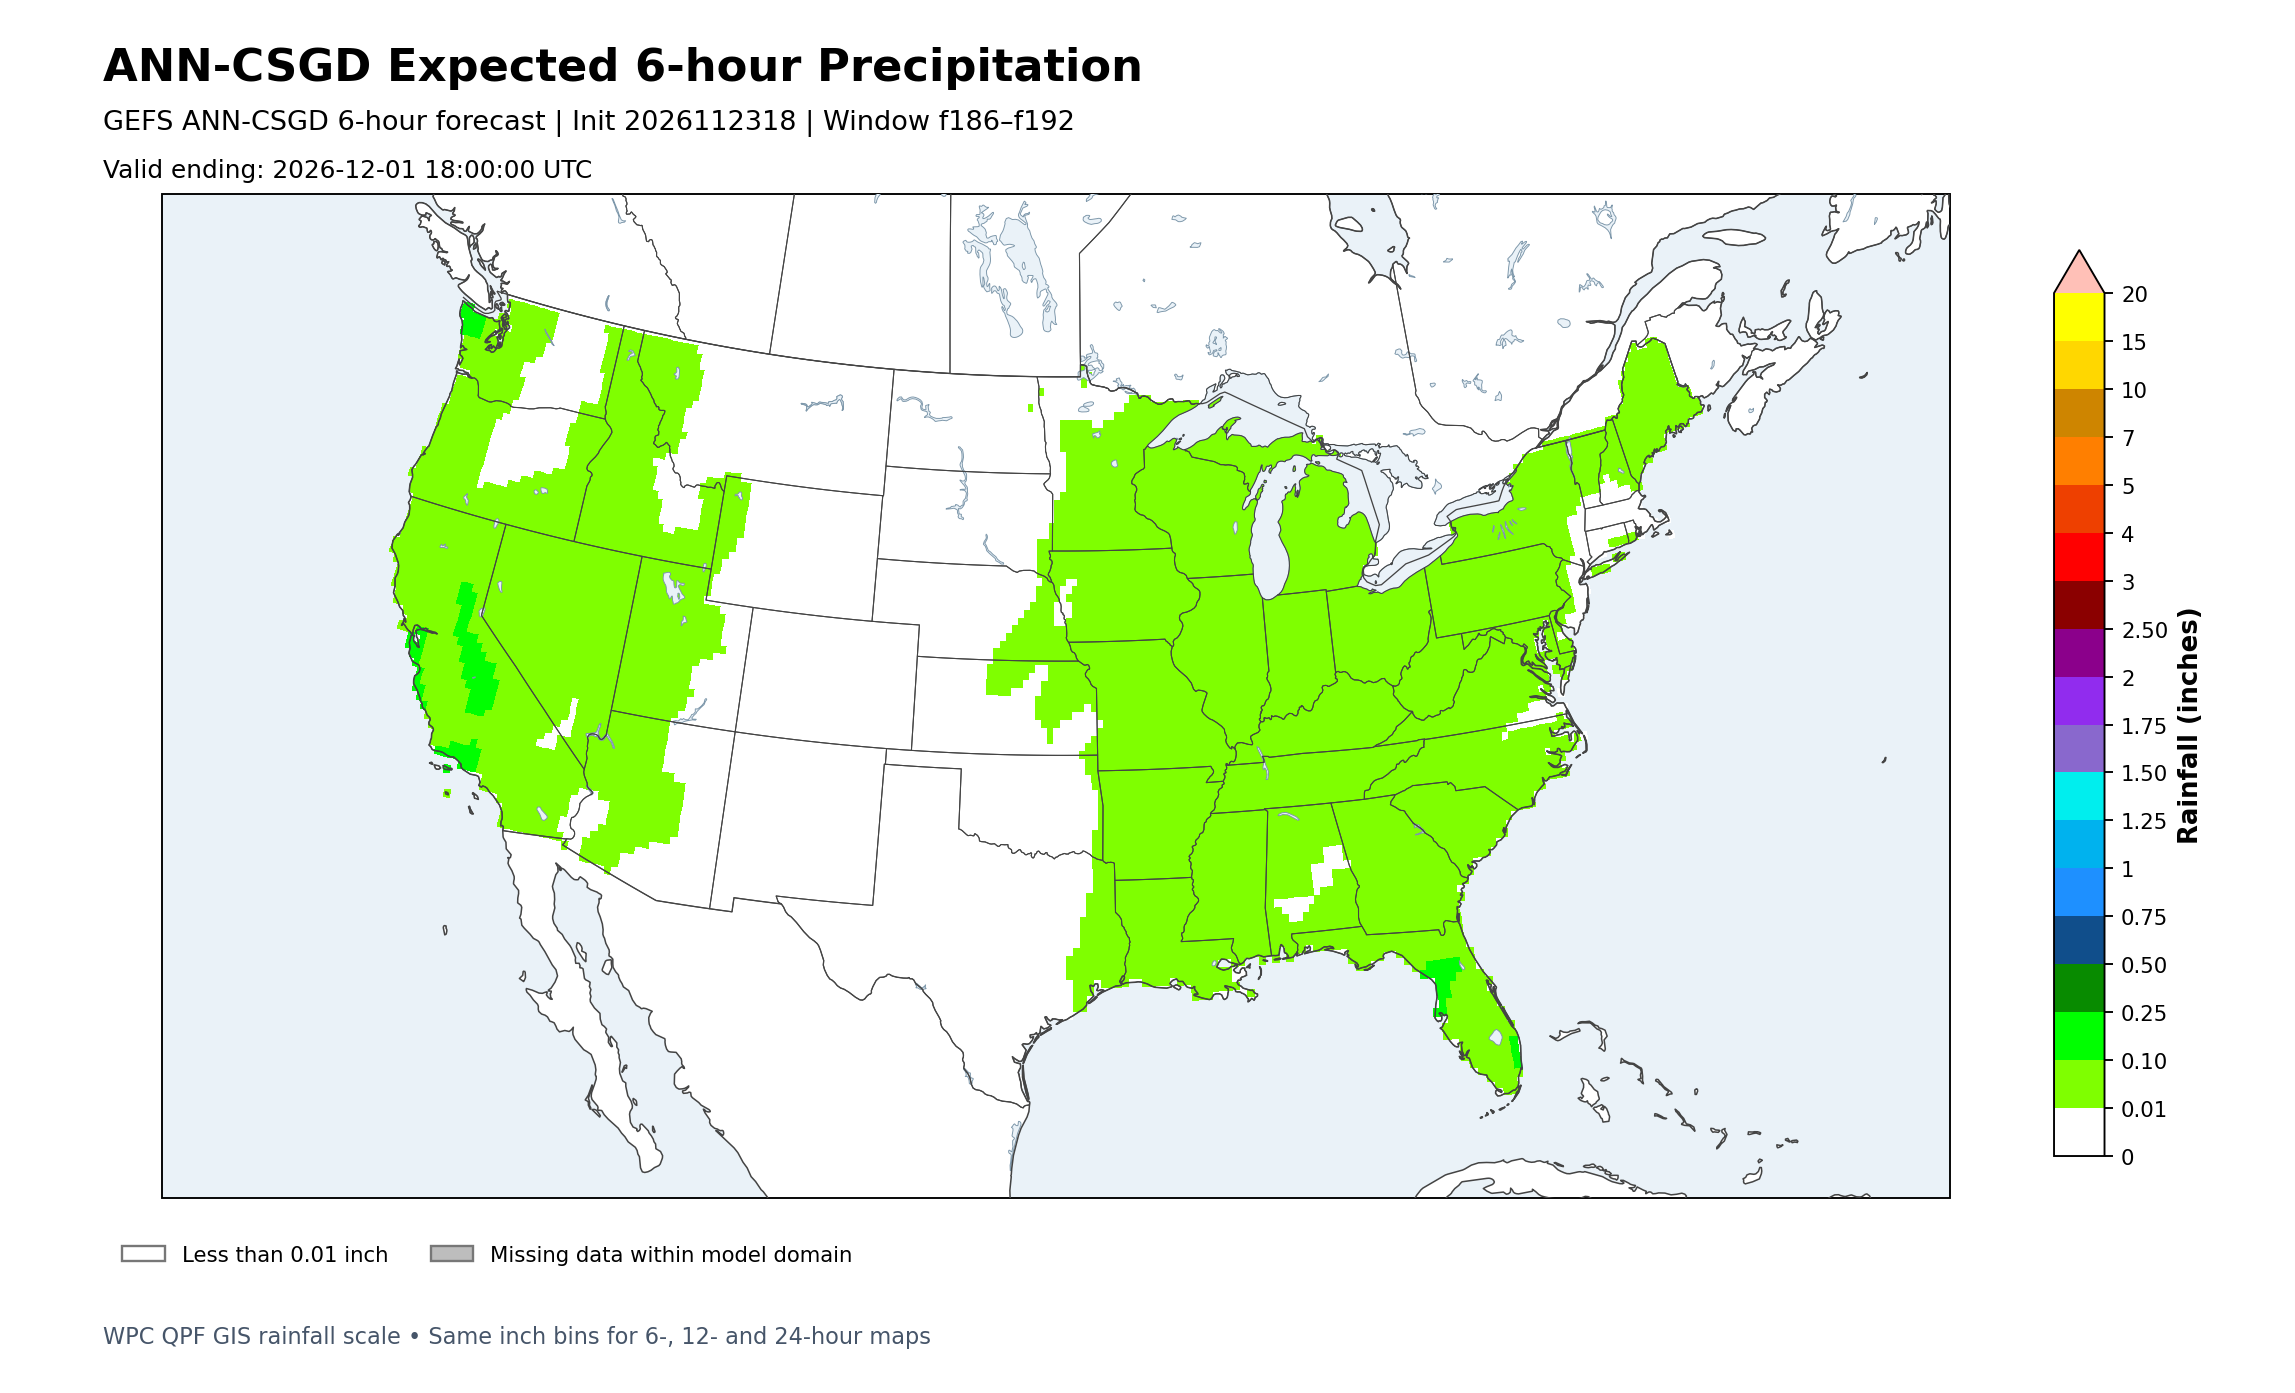 ANN-CSGD Expected 6-hour Precipitation
GEFS ANN-CSGD 6-hour forecast | Init 2026112318 | Window f186–f192
Valid ending: 2026-12-01 18:00:00 UTC
20
15
10
7
5
4
3
2.50
2
1.75
1.50
1.25
1
0.75
0.50
0.25
0.10
0.01
0
Rainfall (inches)
Less than 0.01 inch
Missing data within model domain
WPC QPF GIS rainfall scale • Same inch bins for 6-, 12- and 24-hour maps